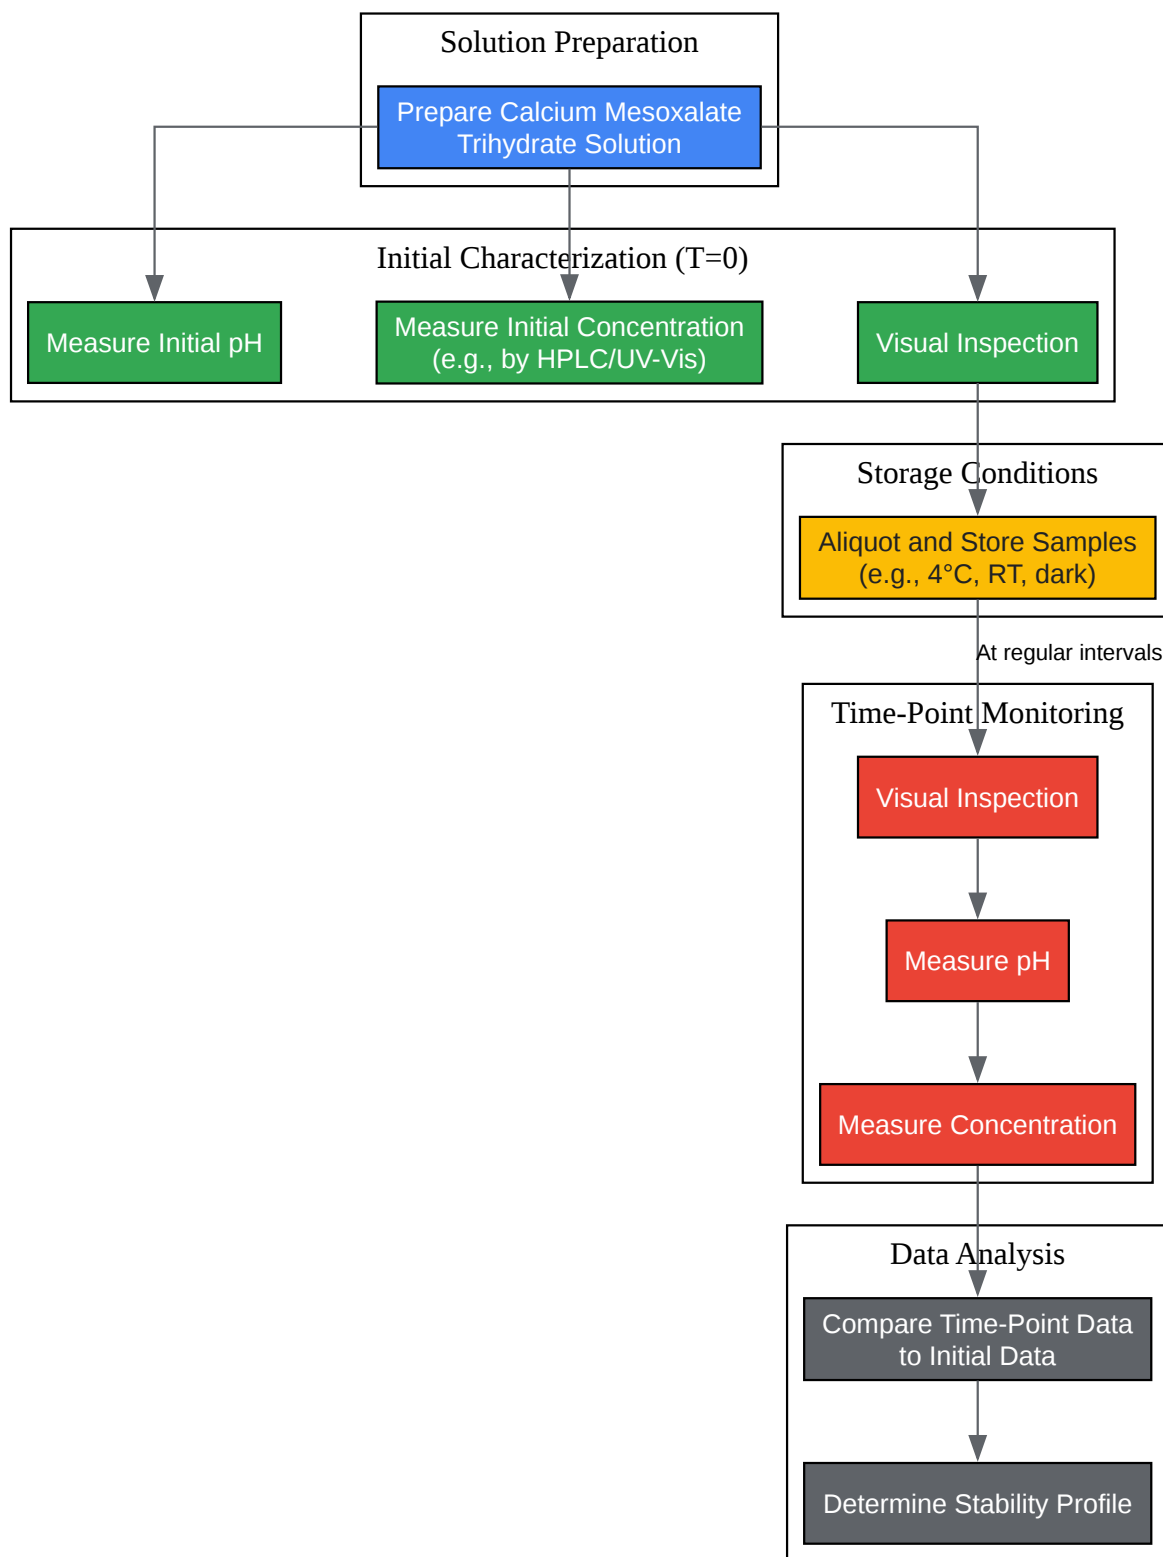 Solution Preparation
Prepare Calcium Mesoxalate
Trihydrate Solution
Initial Characterization (T=0)
Measure Initial pH
Measure Initial Concentration
(e.g., by HPLC/UV-Vis)
Visual Inspection
Storage Conditions
Aliquot and Store Samples
(e.g., 4°C, RT, dark)
At regular intervals
Time-Point Monitoring
Visual Inspection
Measure pH
Measure Concentration
Data Analysis
Compare Time-Point Data
to Initial Data
Determine Stability Profile